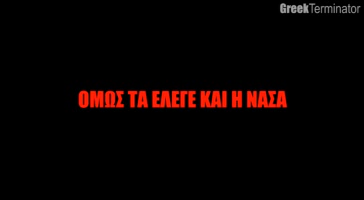 GreekTerminator
ΟΜΩΣ ΤΑ ΕΛΕΓΕ ΚΑΙ Η ΝΑΣΑ